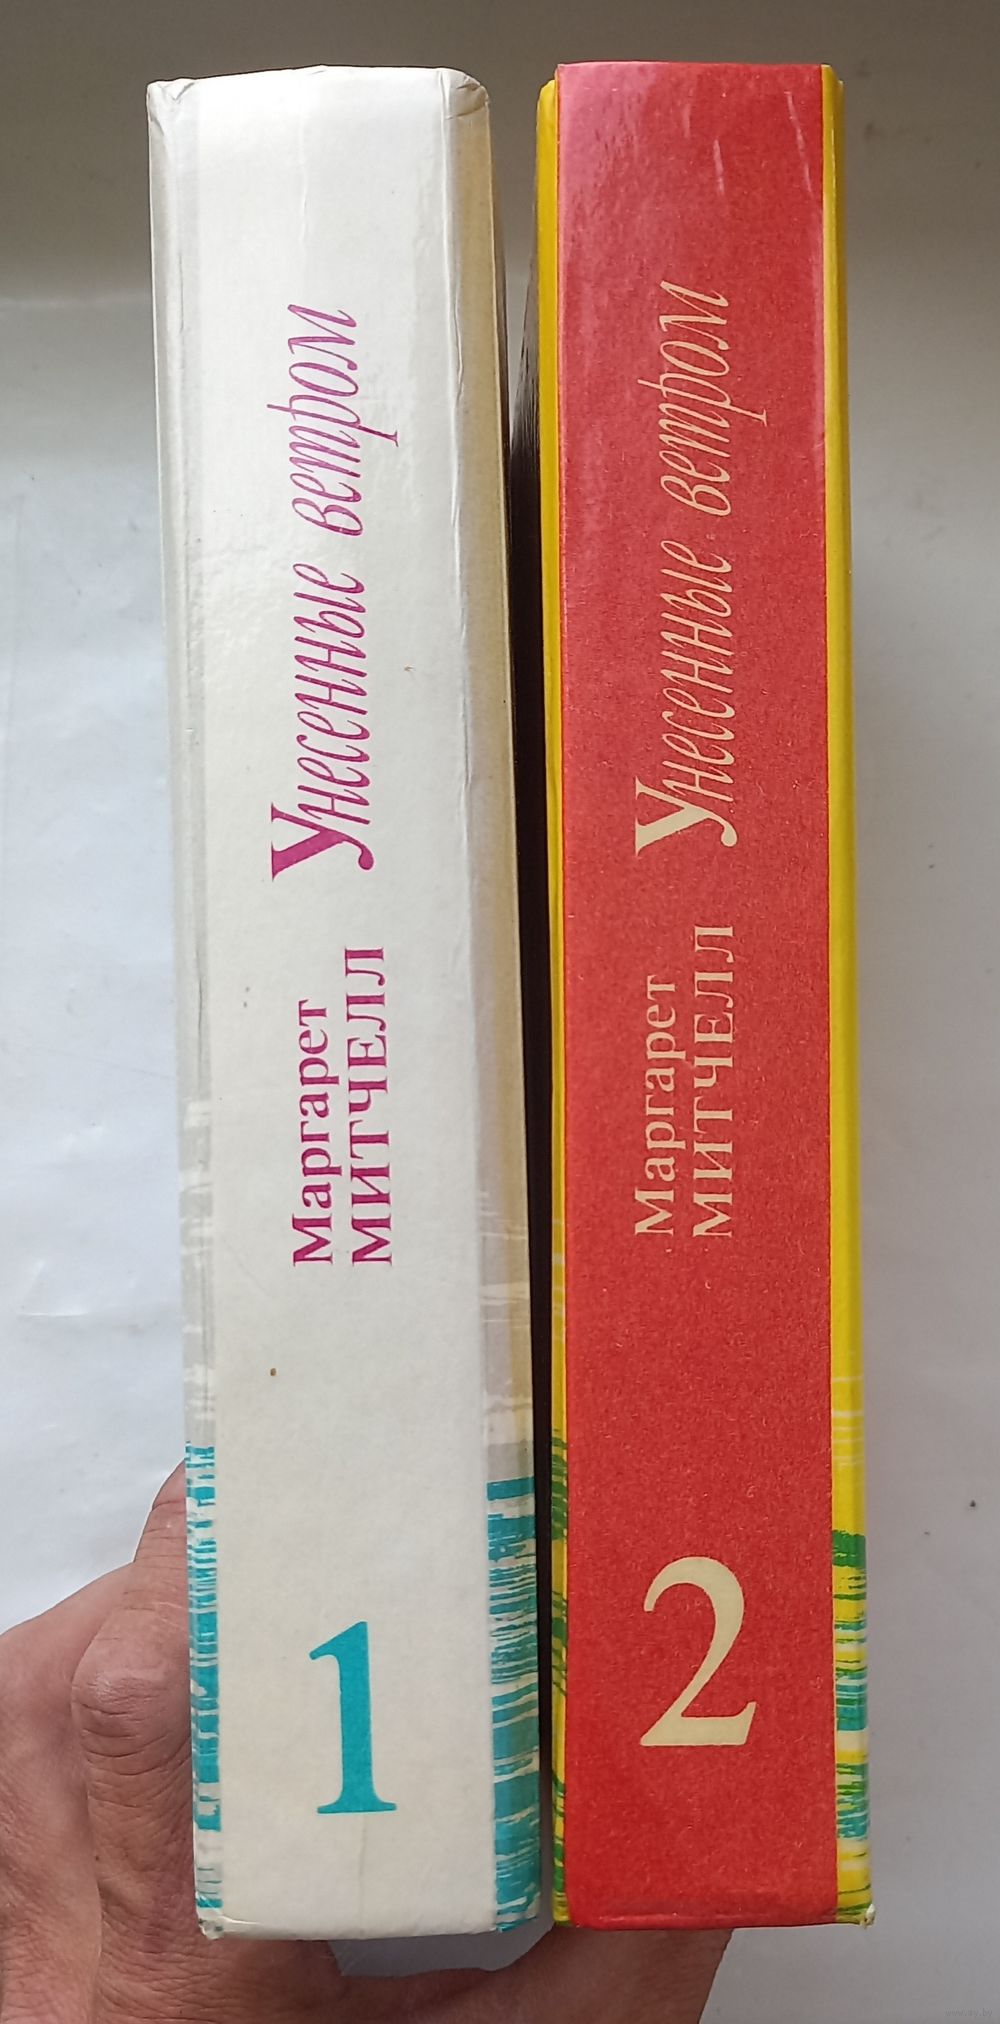 Маргарет
МИТЧЕЛЛ
Унесенные ветром
1
Маргарет
МИТЧЕЛЛ
Унесенные ветром
2